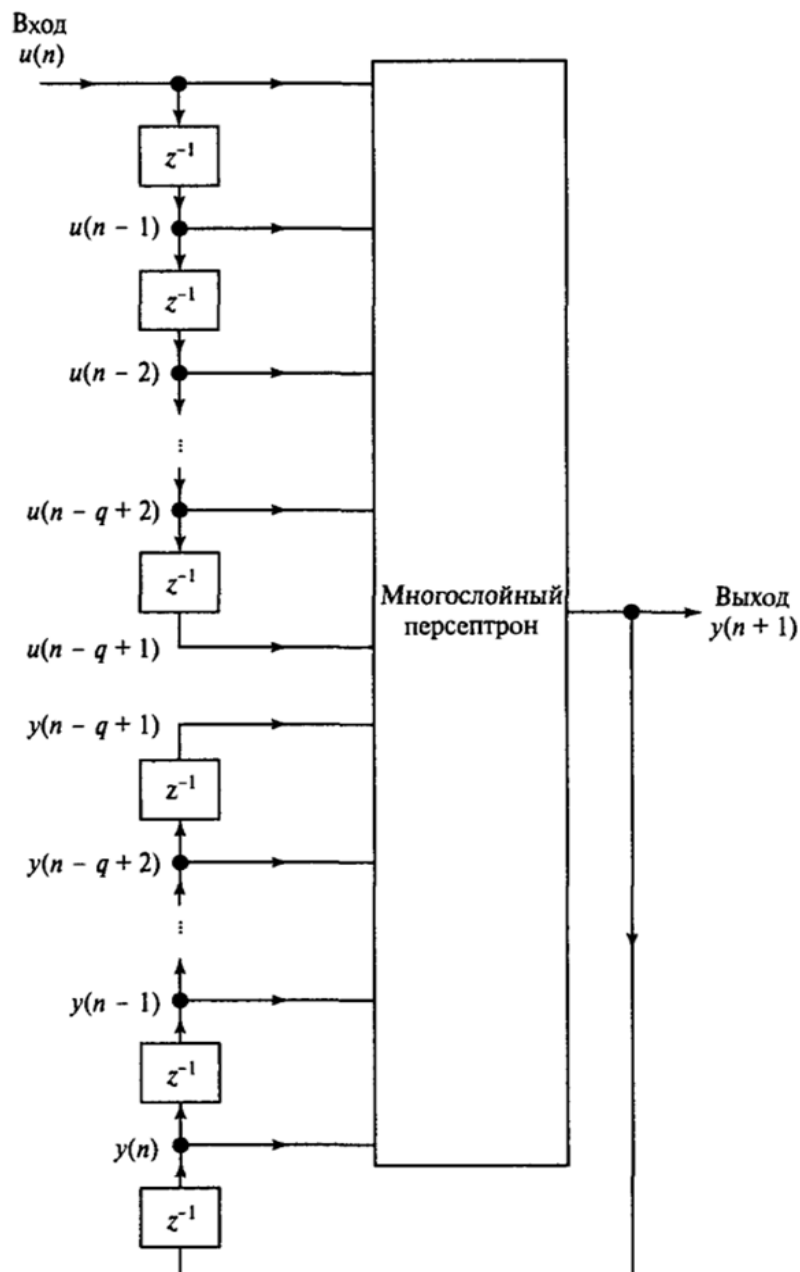 Вход
u(n)
z⁻¹
u(n − 1)
z⁻¹
u(n − 2)
...
u(n − q + 2)
z⁻¹
Многослойный
персептрон
Выход
y(n + 1)
u(n − q + 1)
y(n − q + 1)
z⁻¹
y(n − q + 2)
...
y(n − 1)
z⁻¹
y(n)
z⁻¹